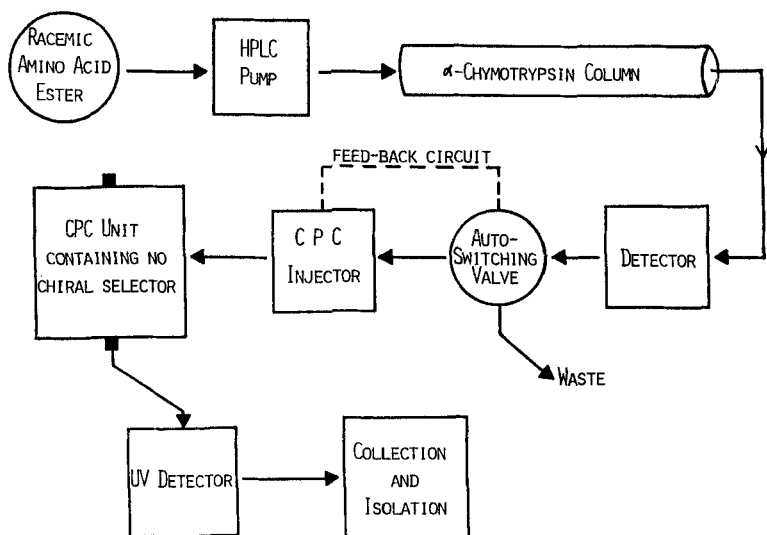 RACEMIC
AMINO ACID
ESTER
HPLC
PUMP
α-CHYMOTRYPSIN COLUMN
FEED-BACK CIRCUIT
CPC UNIT
CONTAINING NO
CHIRAL SELECTOR
CPC
INJECTOR
AUTO-
SWITCHING
VALVE
DETECTOR
WASTE
UV DETECTOR
COLLECTION
AND
ISOLATION